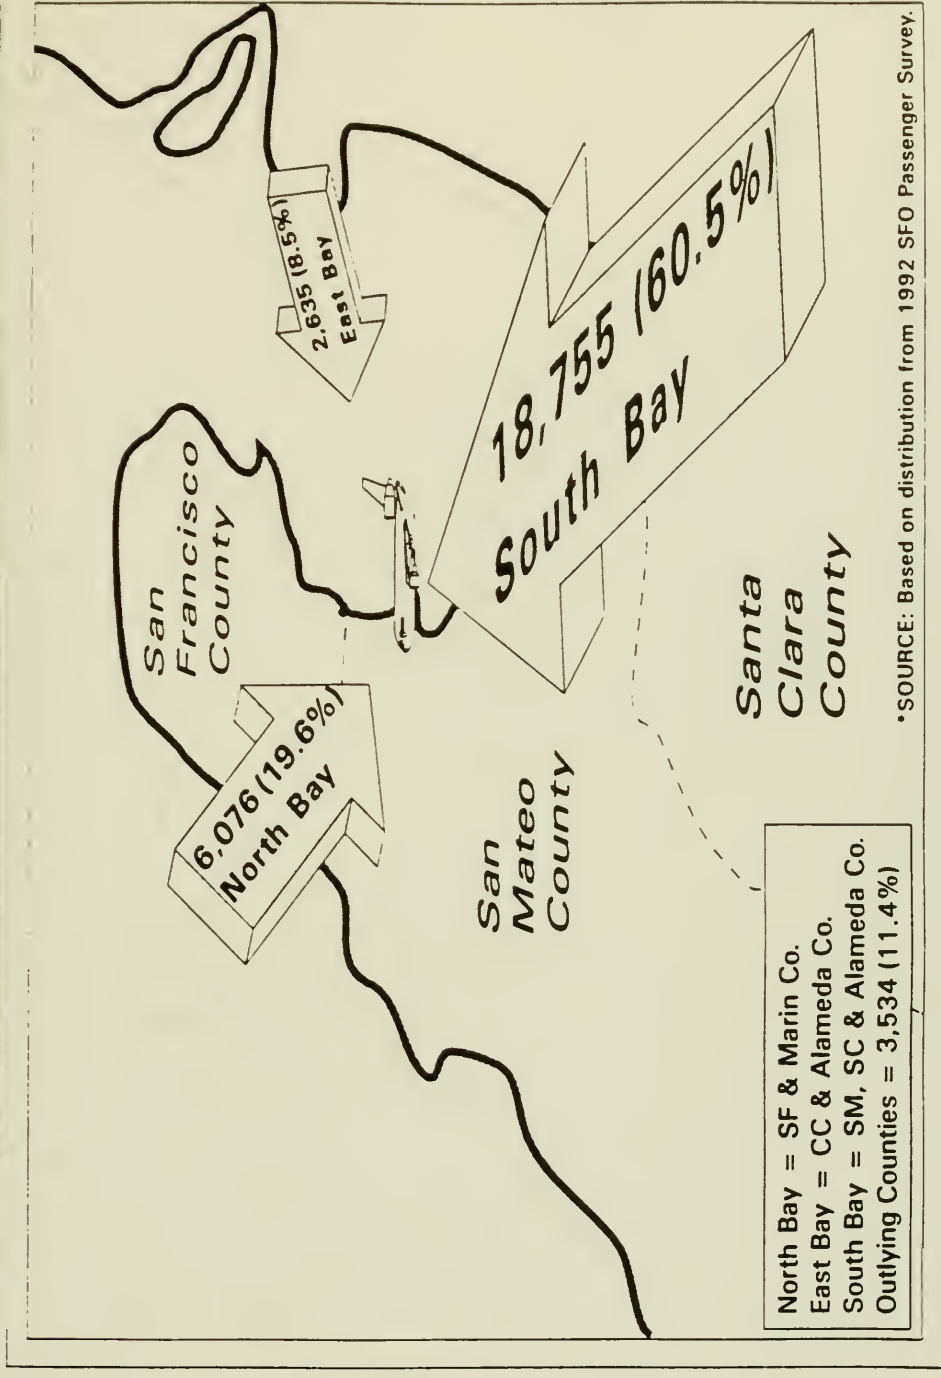 San
Francisco
County
6,076 (19.6%)
North Bay
2,635 (8.5%)
East Bay
18,755 (60.5%)
South Bay
San
Mateo
County
Santa
Clara
County
North Bay = SF & Marin Co.
East Bay = CC & Alameda Co.
South Bay = SM, SC & Alameda Co.
Outlying Counties = 3,534 (11.4%)
*SOURCE: Based on distribution from 1992 SFO Passenger Survey.